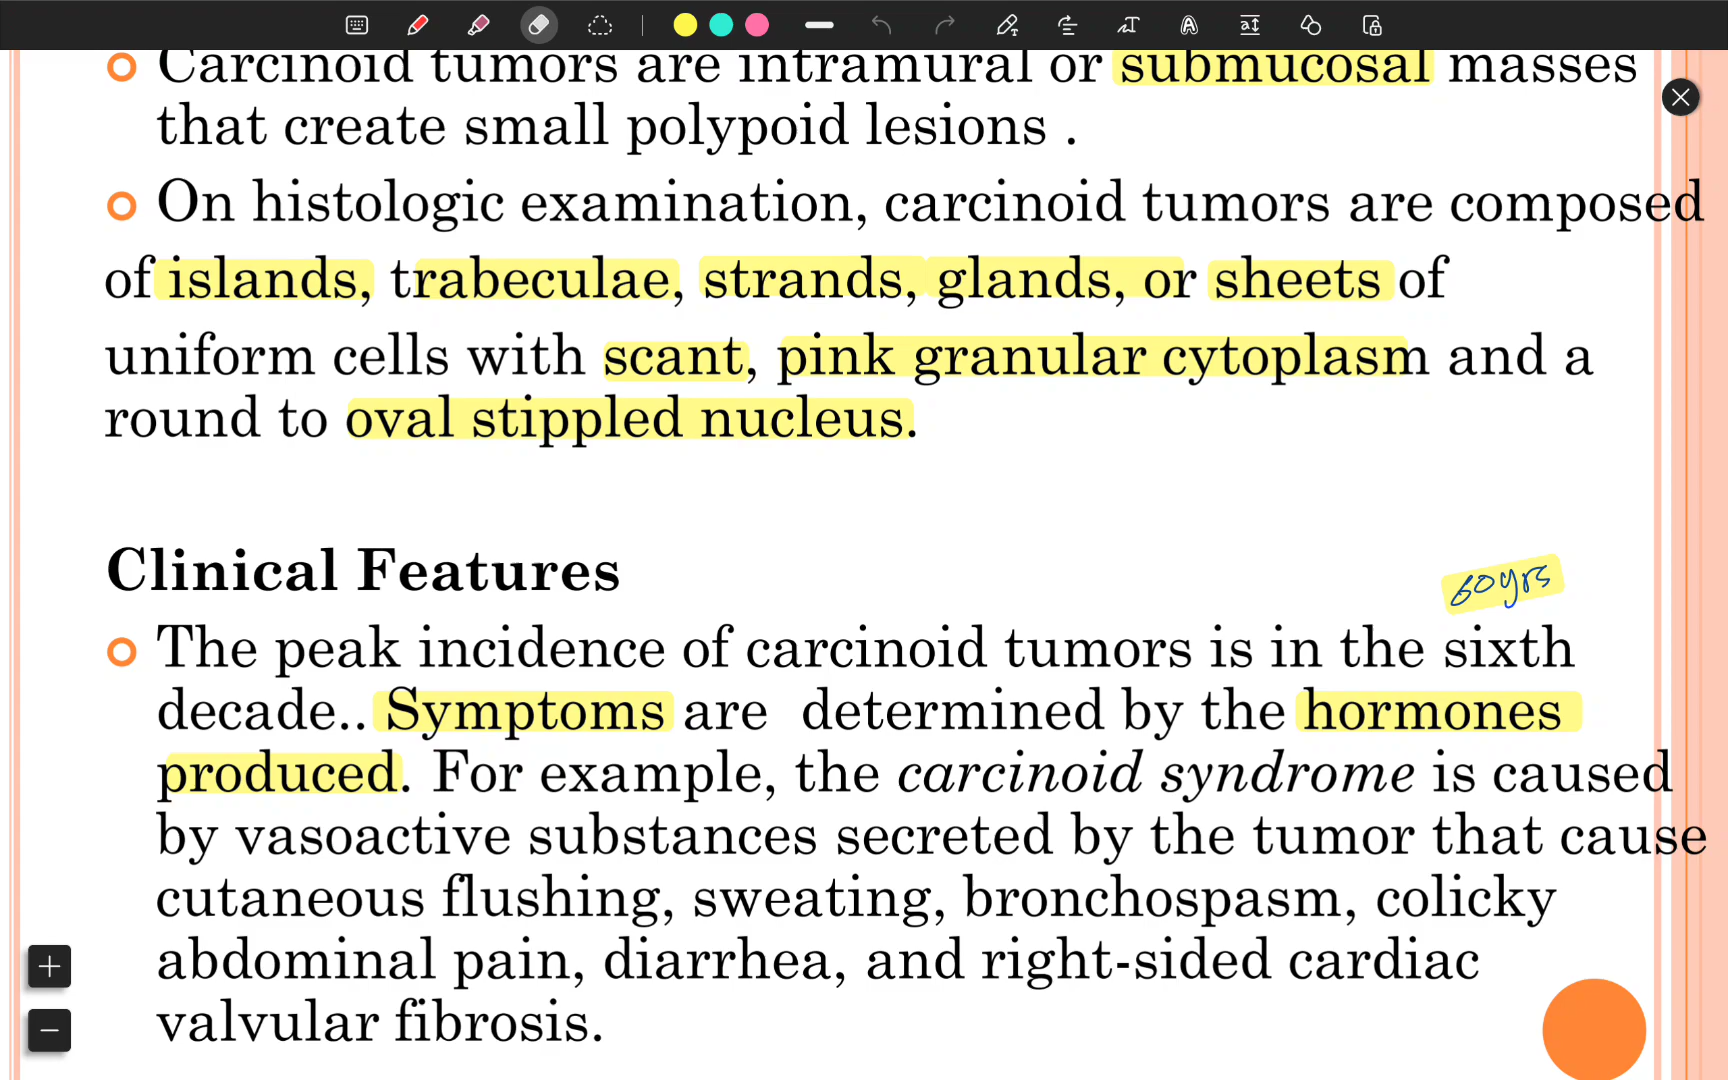 Carcinoid tumors are intramural or submucosal masses
that create small polypoid lesions .
On histologic examination, carcinoid tumors are composed
of islands, trabeculae, strands, glands, or sheets of
uniform cells with scant, pink granular cytoplasm and a
round to oval stippled nucleus.
Clinical Features
60yrs
The peak incidence of carcinoid tumors is in the sixth
decade.. Symptoms are determined by the hormones
produced. For example, the carcinoid syndrome is caused
by vasoactive substances secreted by the tumor that cause
cutaneous flushing, sweating, bronchospasm, colicky
abdominal pain, diarrhea, and right-sided cardiac
valvular fibrosis.